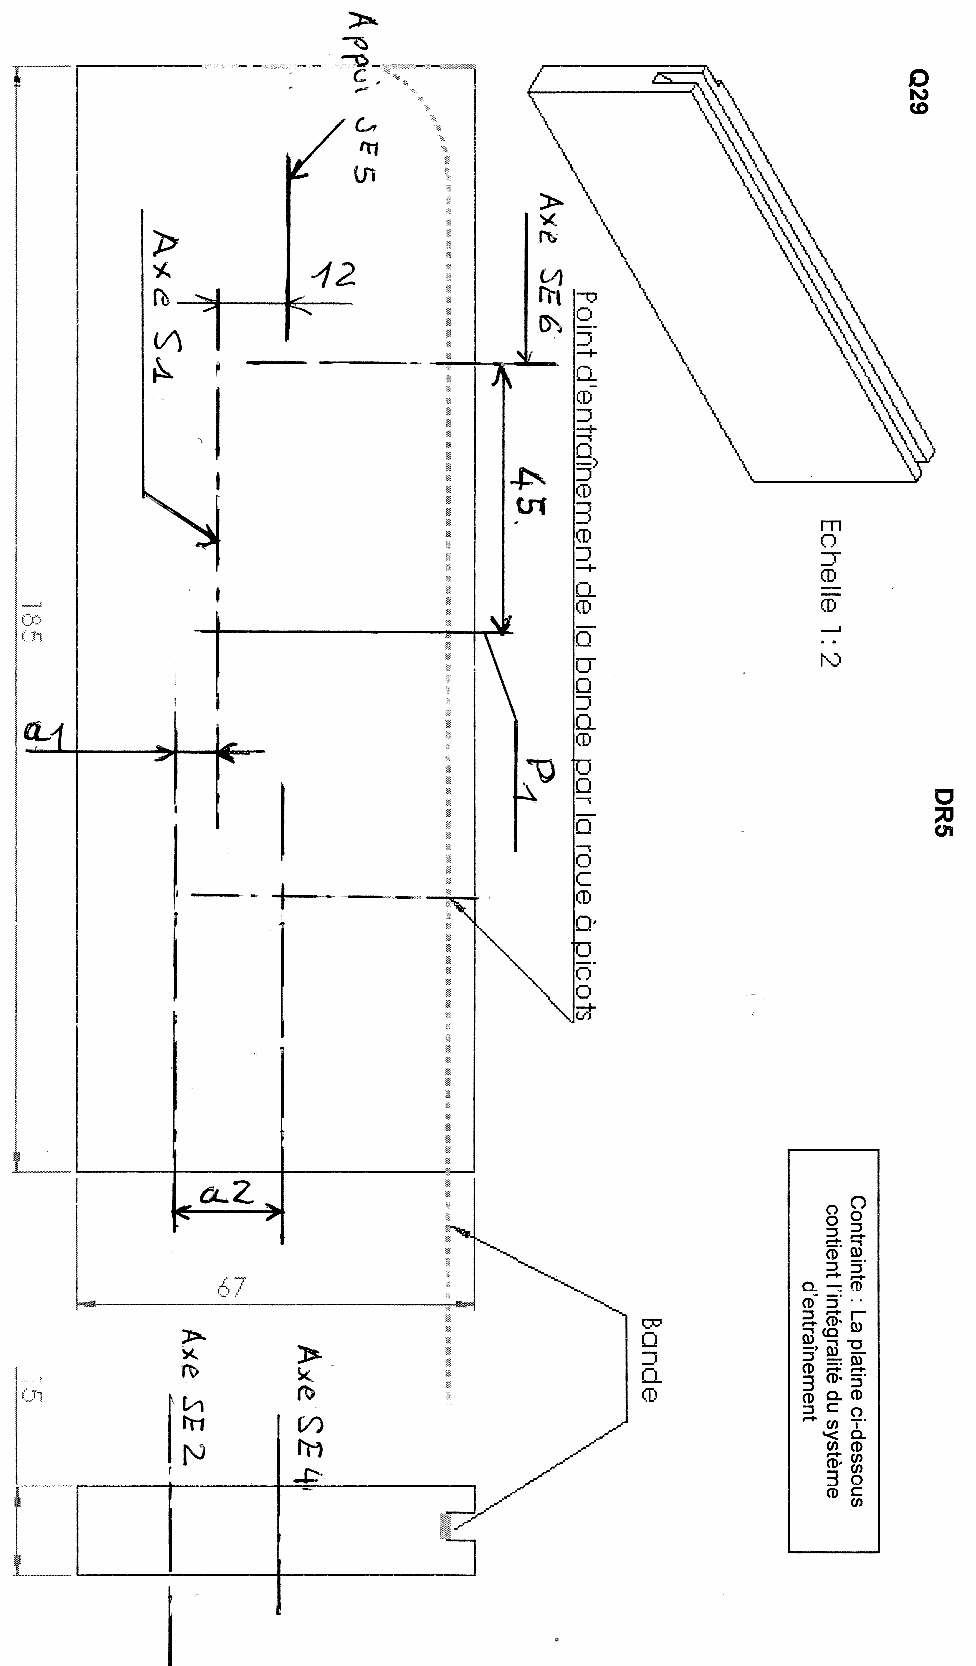 Q29
DR5
Echelle 1:2
Contrainte : La platine ci-dessous
contient l'intégralité du système
d'entraînement
Point d'entraînement de la bande par la roue à picots
Bande
Axe SE6
45
P1
Appui SE5
12
Axe S1
a1
a2
Axe SE4
Axe SE2
67
185
15